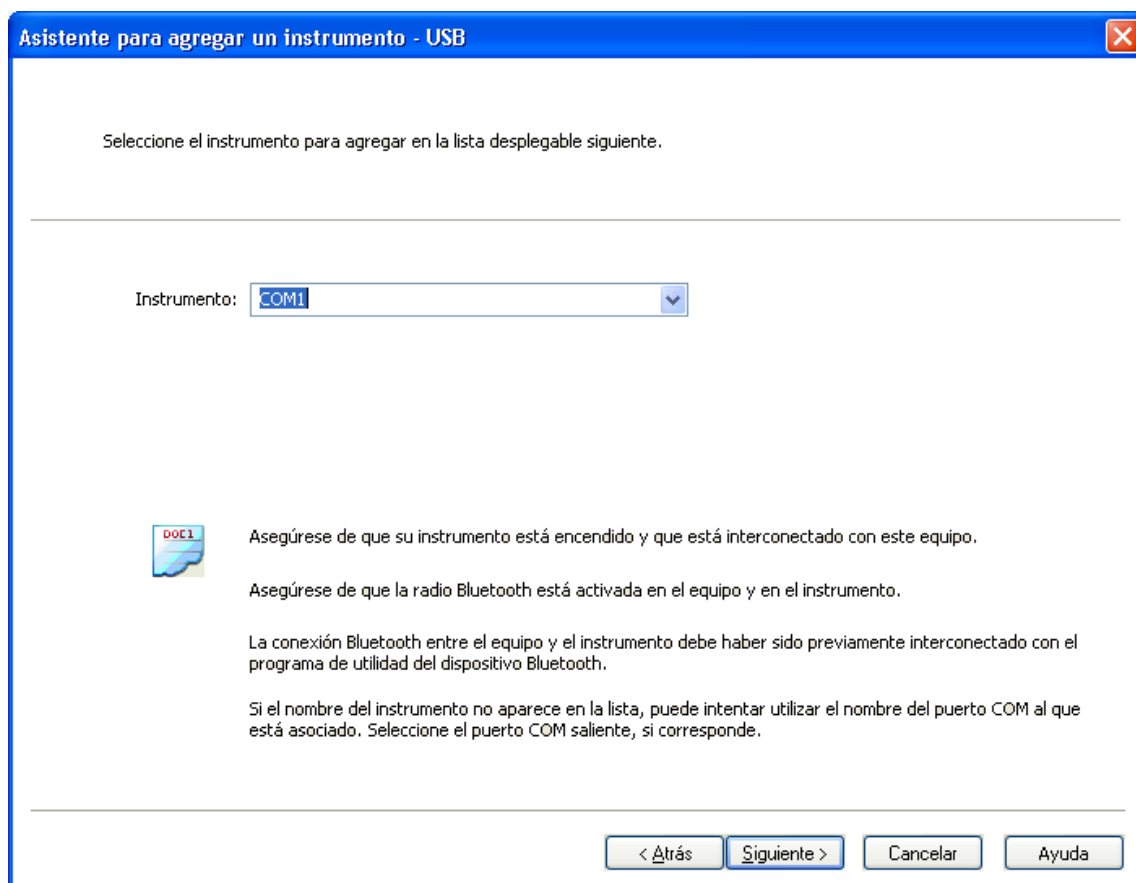 Asistente para agregar un instrumento - USB
Seleccione el instrumento para agregar en la lista desplegable siguiente.
Instrumento: COM1
DOC1
Asegúrese de que su instrumento está encendido y que está interconectado con este equipo.
Asegúrese de que la radio Bluetooth está activada en el equipo y en el instrumento.
La conexión Bluetooth entre el equipo y el instrumento debe haber sido previamente interconectado con el
programa de utilidad del dispositivo Bluetooth.
Si el nombre del instrumento no aparece en la lista, puede intentar utilizar el nombre del puerto COM al que
está asociado. Seleccione el puerto COM saliente, si corresponde.
< Atrás Siguiente > Cancelar Ayuda